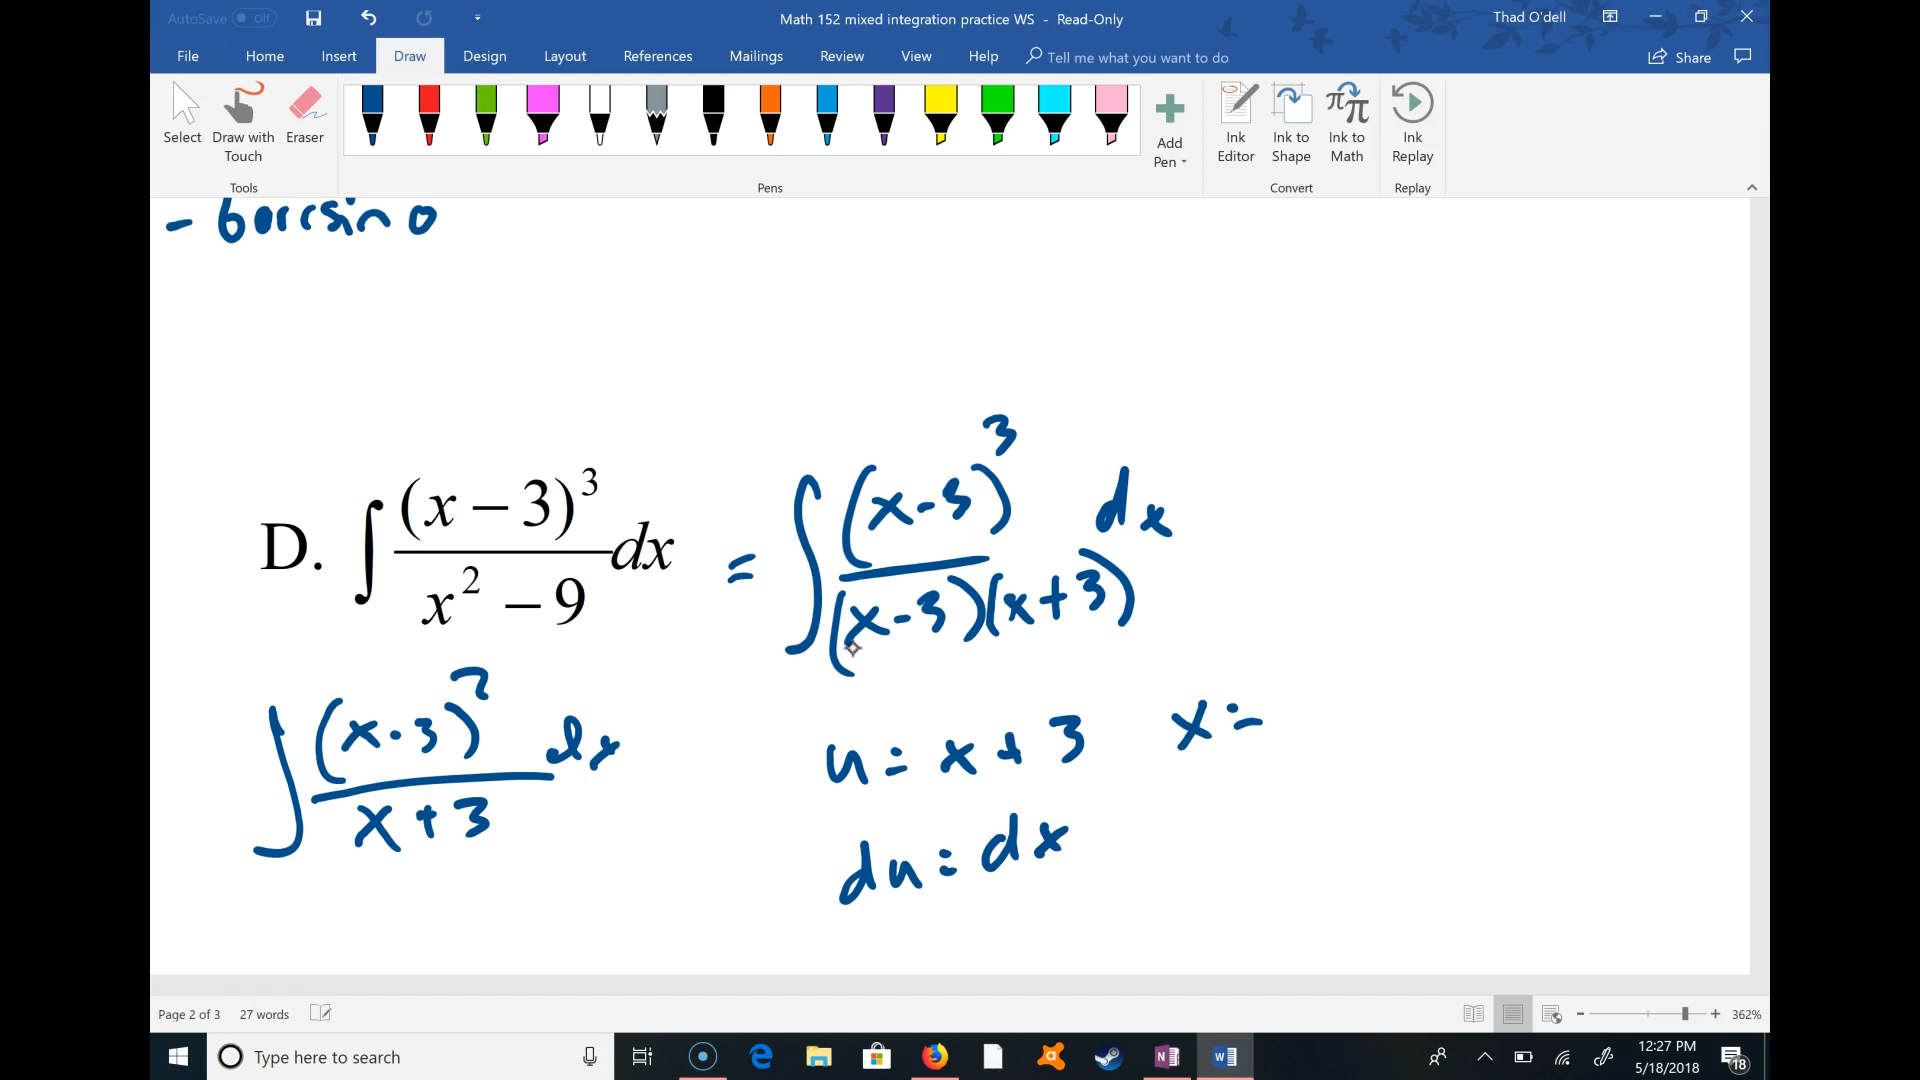 AutoSave Off
Math 152 mixed integration practice WS - Read-Only
Thad O'dell
File Home Insert Draw Design Layout References Mailings Review View Help Tell me what you want to do
Share
Select
Draw with Touch
Eraser
Add Pen
Ink Editor
Ink to Shape
Ink to Math
Ink Replay
Tools
Pens
Convert
Replay
- 6 arcsin 0
D. ∫ (x − 3)³ / x² − 9 dx = ∫ (x-3)³ / (x-3)(x+3) dx
∫ (x-3)² / x+3 dx
u = x + 3 x =
du = dx
Page 2 of 3 27 words
362%
Type here to search
12:27 PM
5/18/2018
18